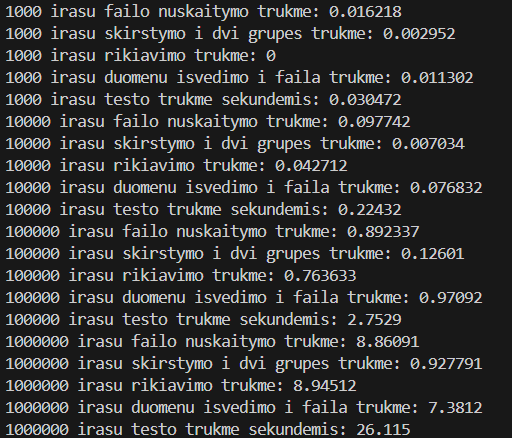 1000 irasu failo nuskaitymo trukme: 0.016218
1000 irasu skirstymo i dvi grupes trukme: 0.002952
1000 irasu rikiavimo trukme: 0
1000 irasu duomenu isvedimo i faila trukme: 0.011302
1000 irasu testo trukme sekundemis: 0.030472
10000 irasu failo nuskaitymo trukme: 0.097742
10000 irasu skirstymo i dvi grupes trukme: 0.007034
10000 irasu rikiavimo trukme: 0.042712
10000 irasu duomenu isvedimo i faila trukme: 0.076832
10000 irasu testo trukme sekundemis: 0.22432
100000 irasu failo nuskaitymo trukme: 0.892337
100000 irasu skirstymo i dvi grupes trukme: 0.12601
100000 irasu rikiavimo trukme: 0.763633
100000 irasu duomenu isvedimo i faila trukme: 0.97092
100000 irasu testo trukme sekundemis: 2.7529
1000000 irasu failo nuskaitymo trukme: 8.86091
1000000 irasu skirstymo i dvi grupes trukme: 0.927791
1000000 irasu rikiavimo trukme: 8.94512
1000000 irasu duomenu isvedimo i faila trukme: 7.3812
1000000 irasu testo trukme sekundemis: 26.115